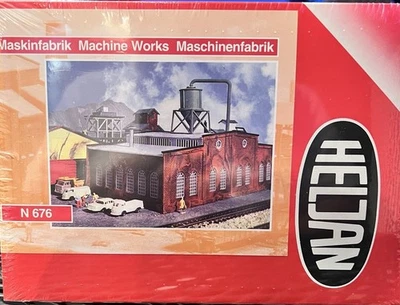 Maskinfabrik Machine Works Maschinenfabrik
N 676
HELJAN